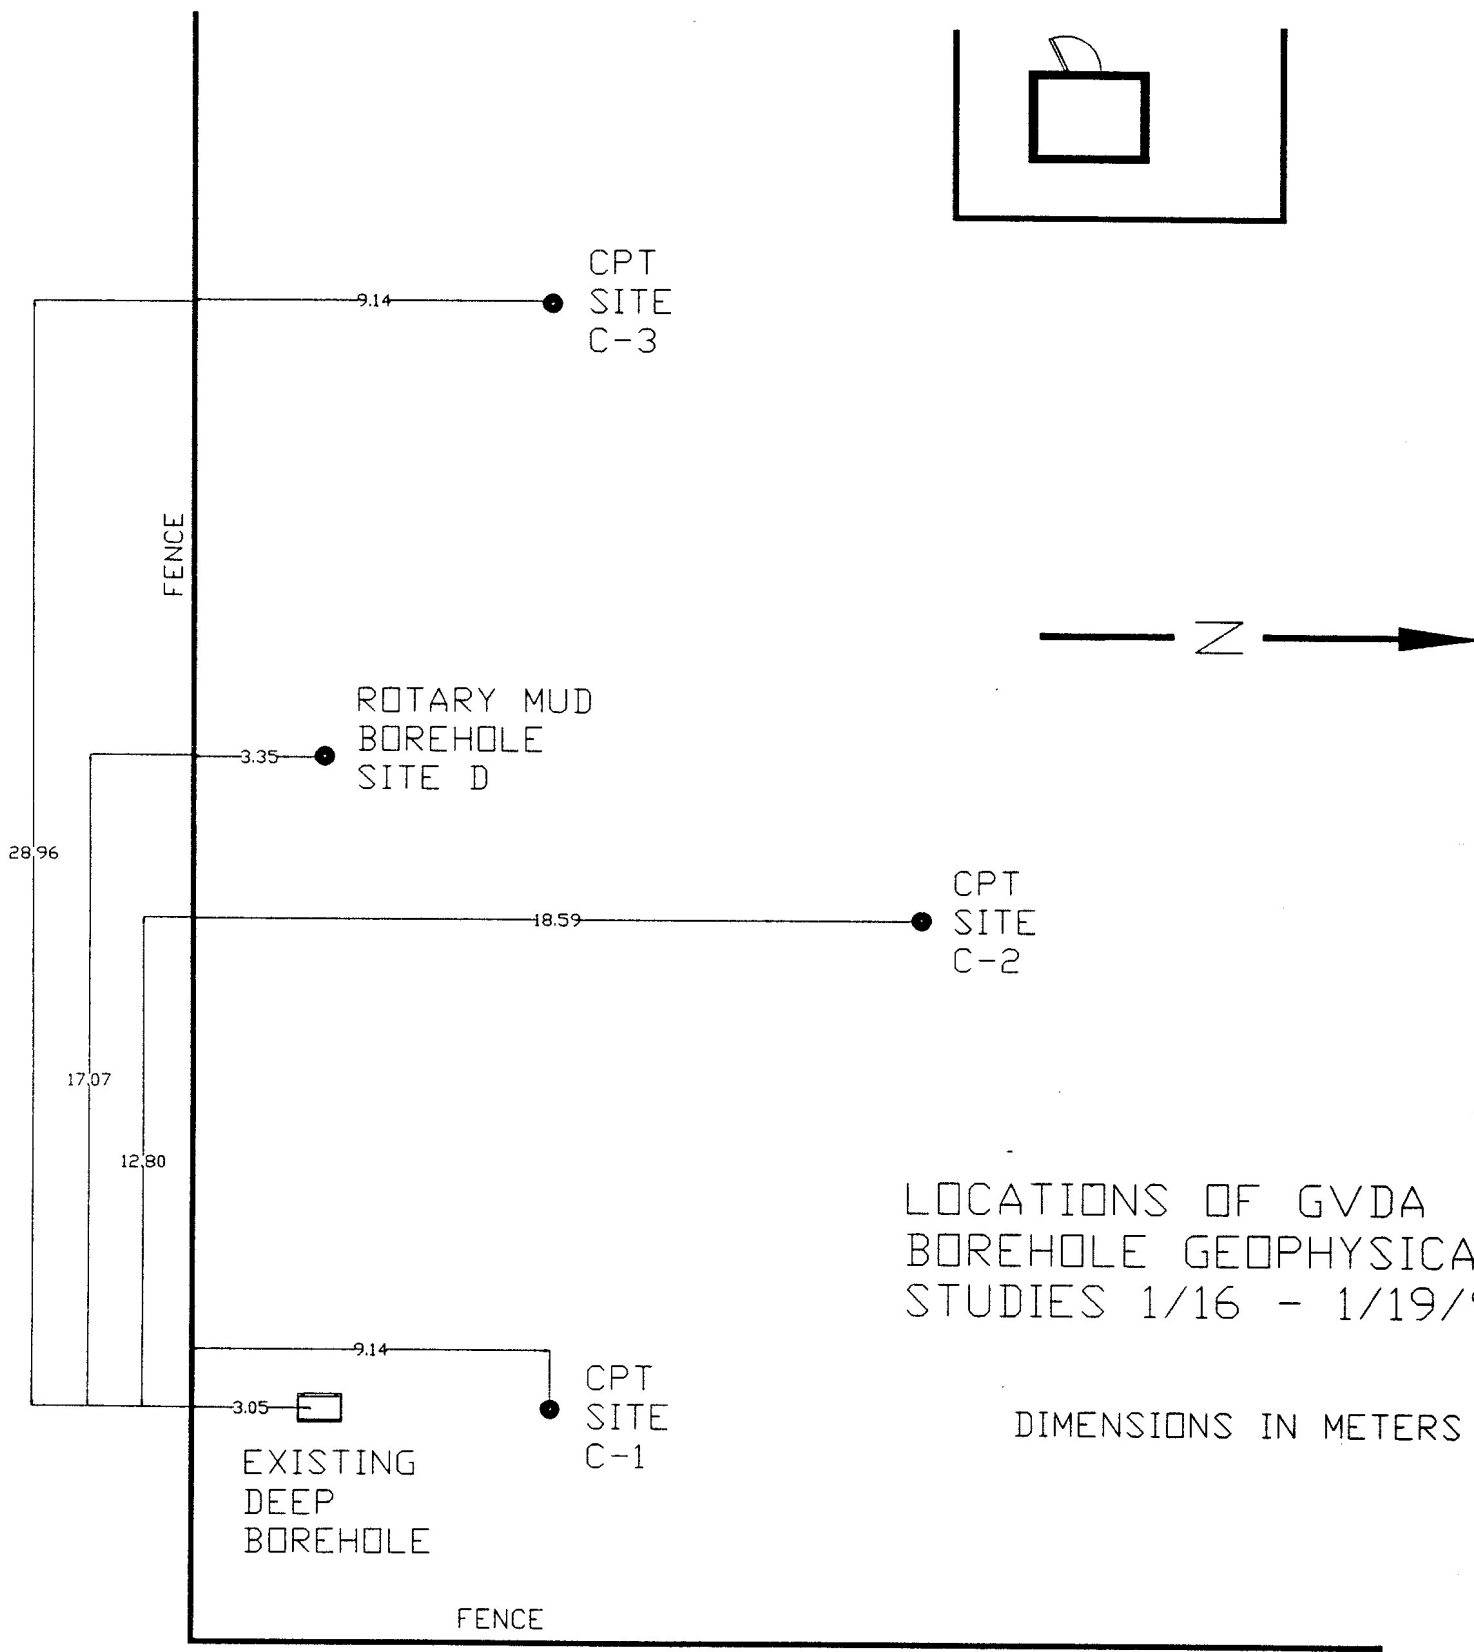 CPT
SITE
C-3
9.14
FENCE
N
ROTARY MUD
BOREHOLE
SITE D
3.35
28.96
CPT
SITE
C-2
18.59
17.07
12.80
LOCATIONS OF GVDA
BOREHOLE GEOPHYSICA
STUDIES 1/16 - 1/19/
9.14
CPT
SITE
C-1
3.05
DIMENSIONS IN METERS
EXISTING
DEEP
BOREHOLE
FENCE